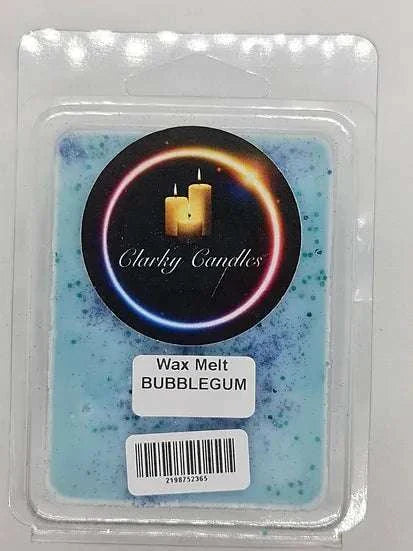 Clarky Candles
Wax Melt
BUBBLEGUM
2198752365